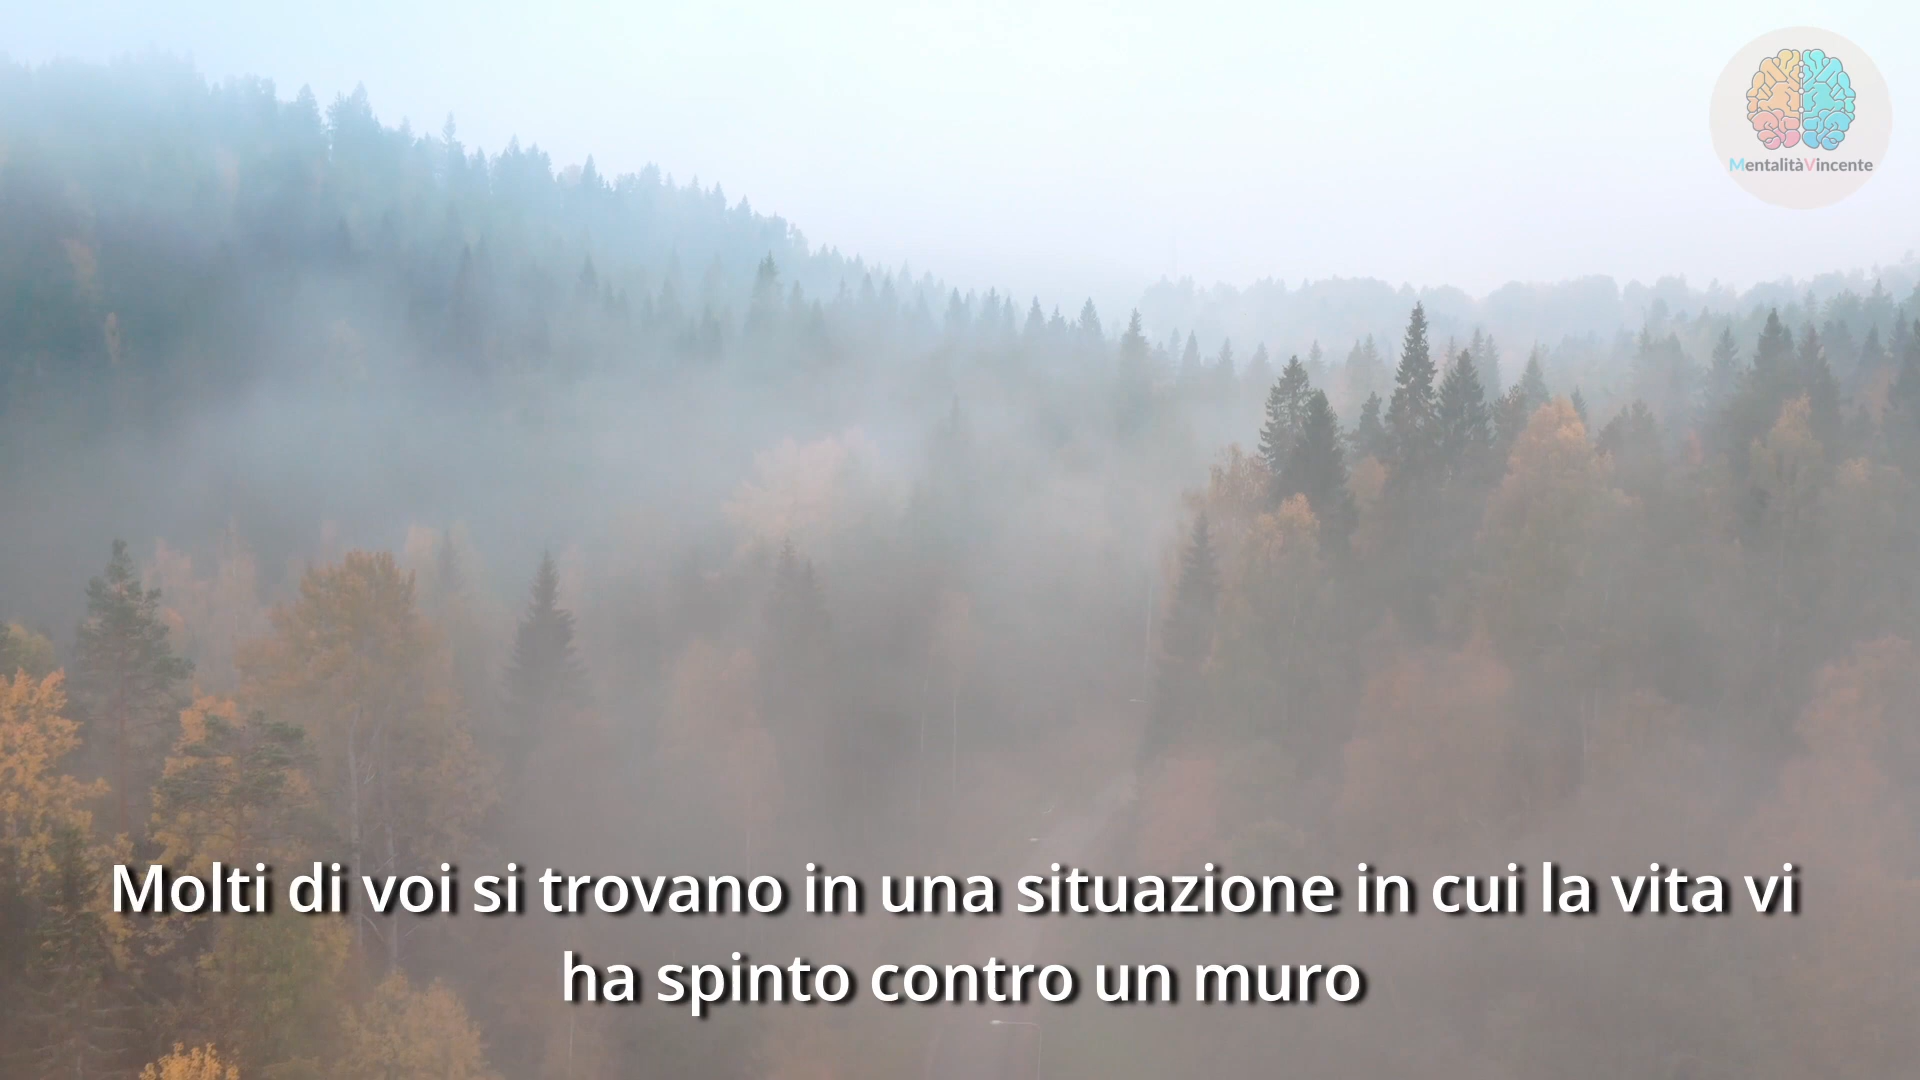 MentalitàVincente
Molti di voi si trovano in una situazione in cui la vita vi
ha spinto contro un muro